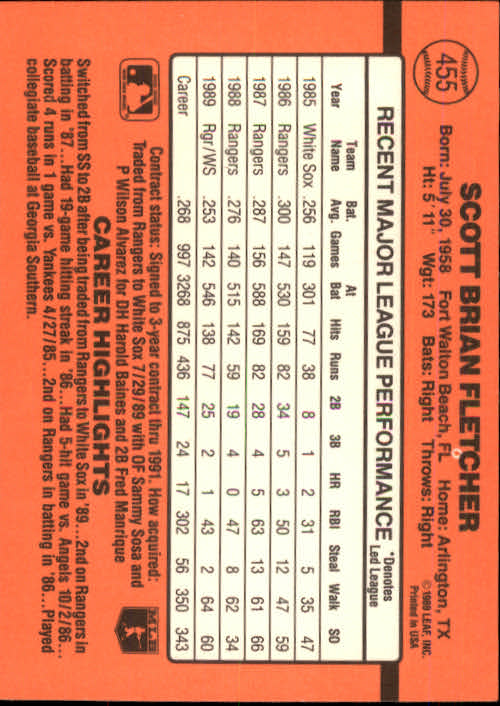 455
SCOTT BRIAN FLETCHER
Born: July 30, 1958 Fort Walton Beach, FL Home: Arlington, TX
Ht: 5' 11" Wgt: 173 Bats: Right Throws: Right
©1989 LEAF, INC.
Printed in USA
RECENT MAJOR LEAGUE PERFORMANCE
*Denotes
Led League
Year Team Name Bat. Avg. Games At Bat Hits Runs 2B 3B HR RBI Steal Walk SO
1985 White Sox .256 119 301 77 38 8 1 2 31 5 35 47
1986 Rangers .300 147 530 159 82 34 5 3 50 12 47 59
1987 Rangers .287 156 588 169 82 28 4 5 63 13 61 66
1988 Rangers .276 140 515 142 59 19 4 0 47 8 62 34
1989 Rgr/WS .253 142 546 138 77 25 2 1 43 2 64 60
Career .268 997 3268 875 436 147 24 17 302 56 350 343
Contract status: Signed to 3-year contract thru 1991. How acquired:
Traded from Rangers to White Sox 7/29/89 with OF Sammy Sosa and
P Wilson Alvarez for DH Harold Baines and 2B Fred Manrique
MLB
CAREER HIGHLIGHTS
Switched from SS to 2B after being traded from Rangers to White Sox in '89...2nd on Rangers in
batting in '87...Had 19-game hitting streak in '86...Had 5-hit game vs. Angels 10/2/86...
Scored 4 runs in 1 game vs. Yankees 4/27/85...2nd on Rangers in batting in '86...Played
collegiate baseball at Georgia Southern.